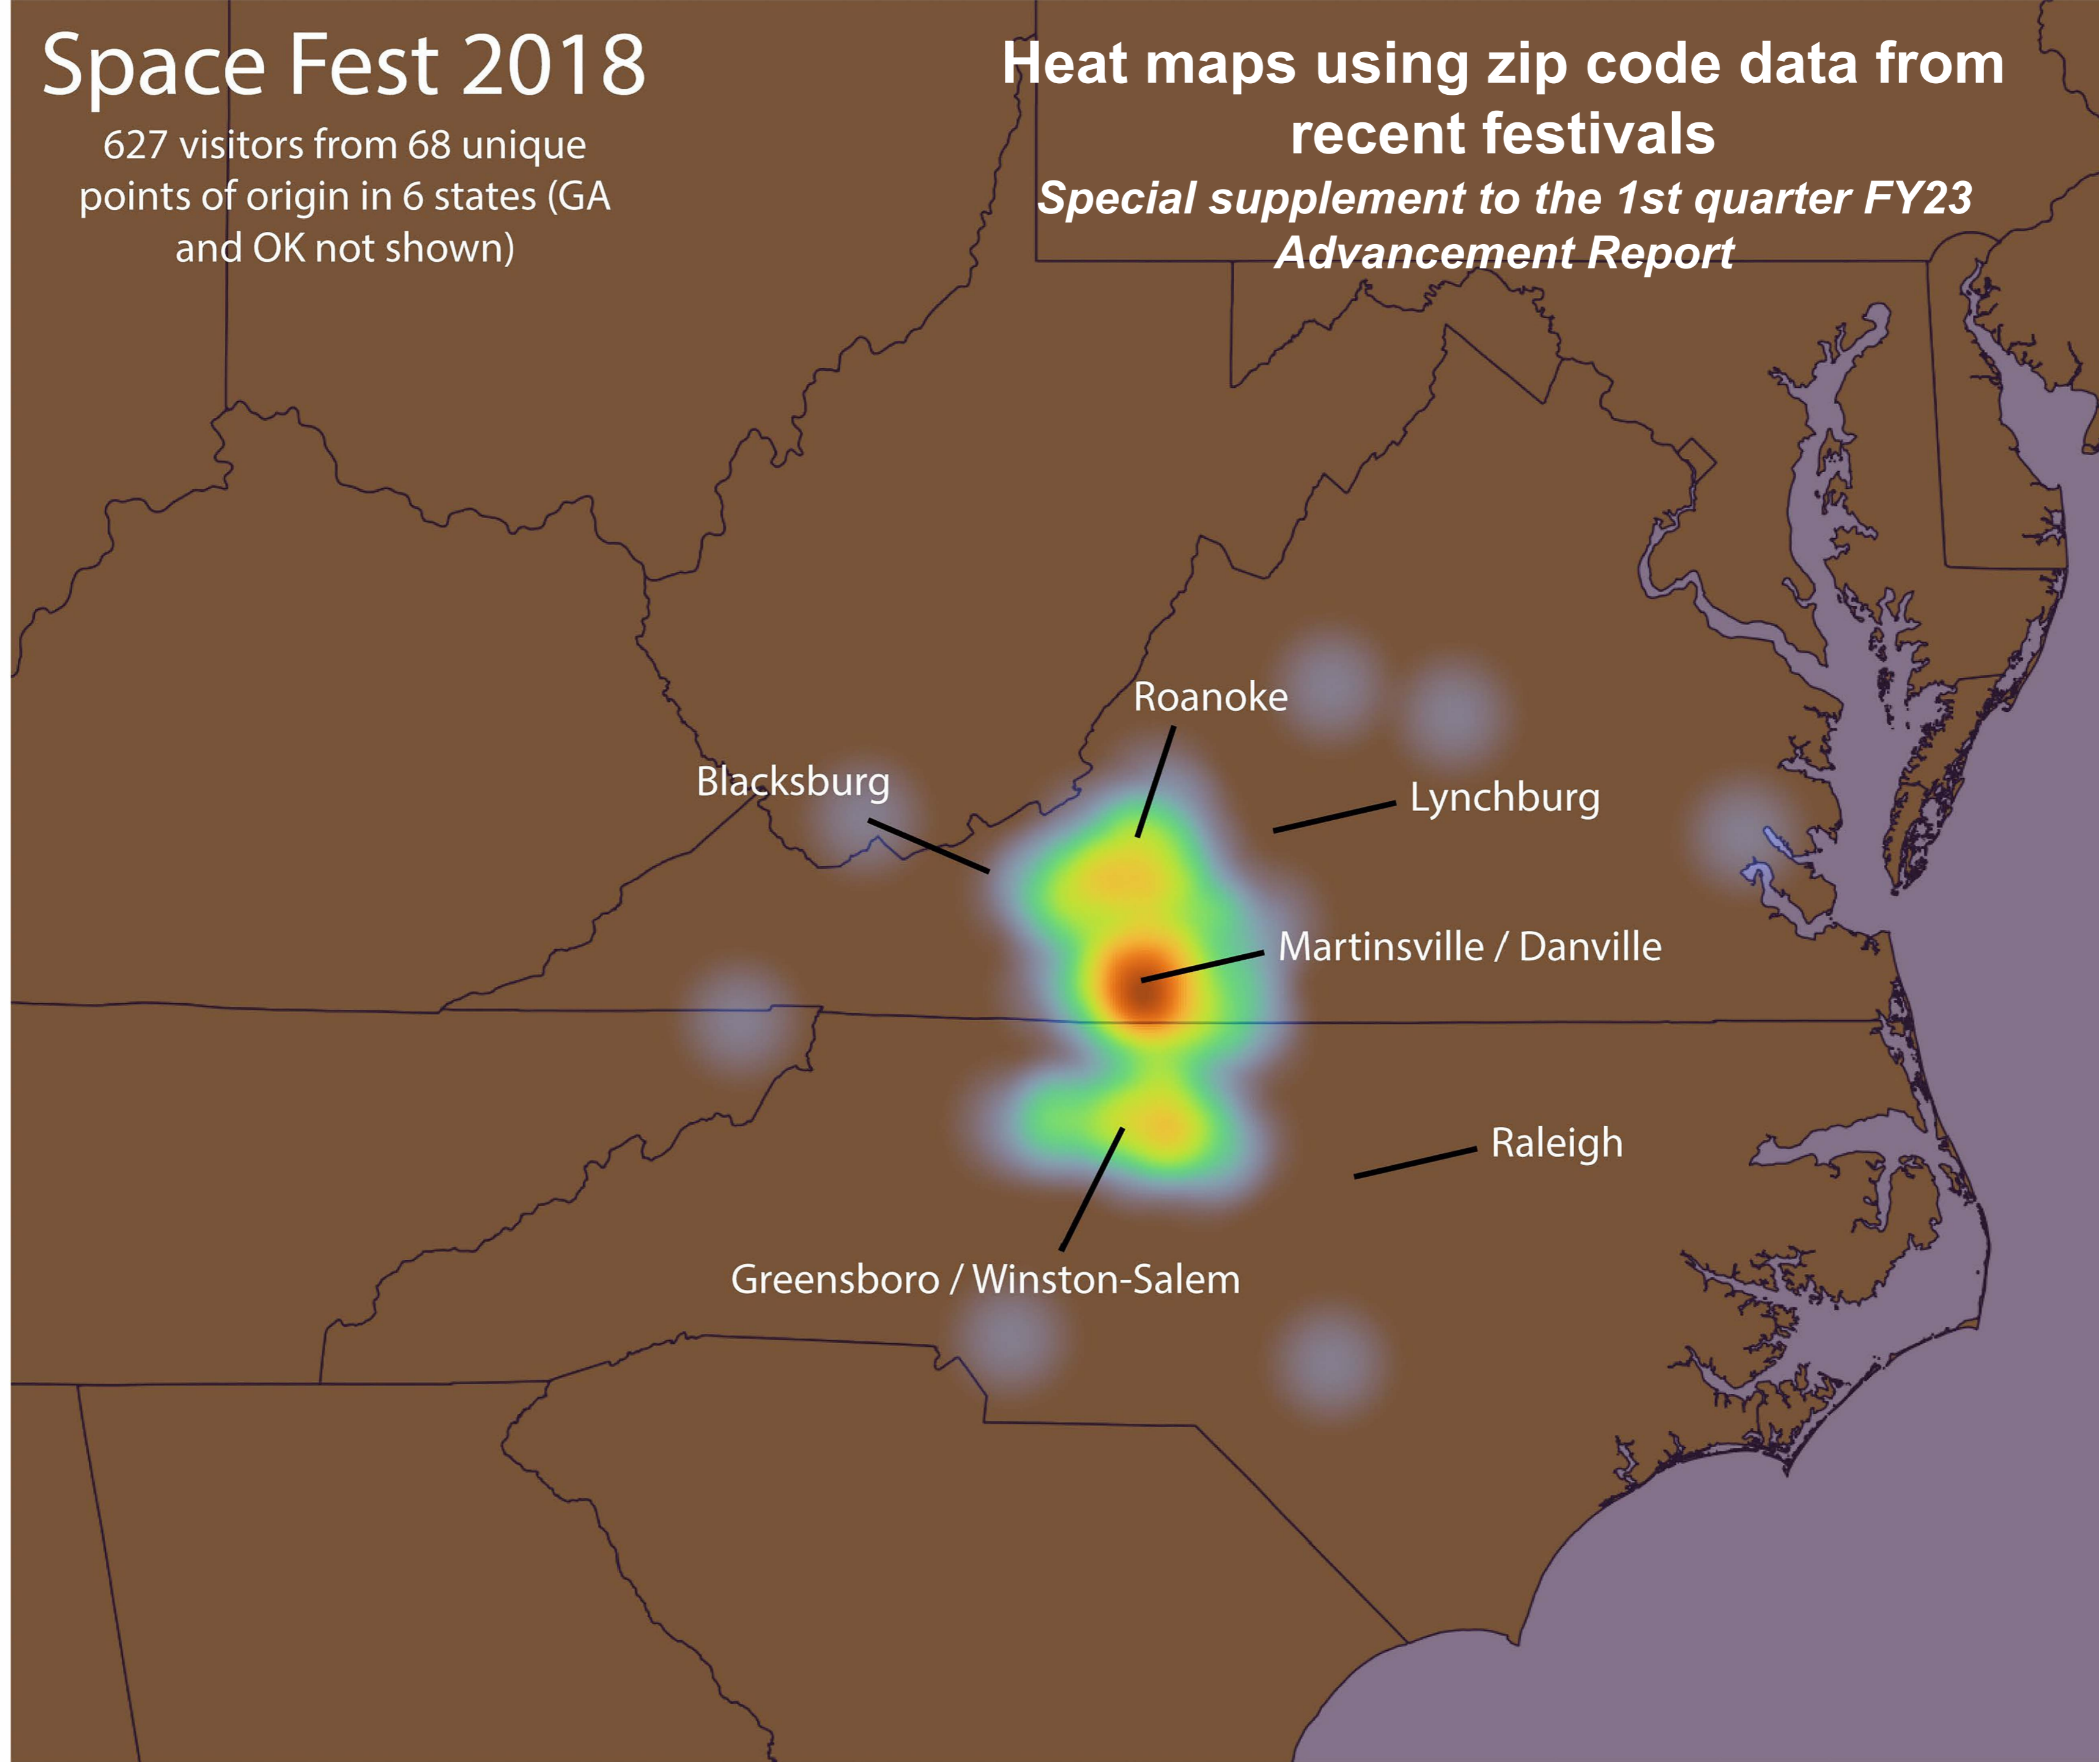 Space Fest 2018
627 visitors from 68 unique
points of origin in 6 states (GA
and OK not shown)
Heat maps using zip code data from
recent festivals
Special supplement to the 1st quarter FY23
Advancement Report
Roanoke
Blacksburg
Lynchburg
Martinsville / Danville
Raleigh
Greensboro / Winston-Salem